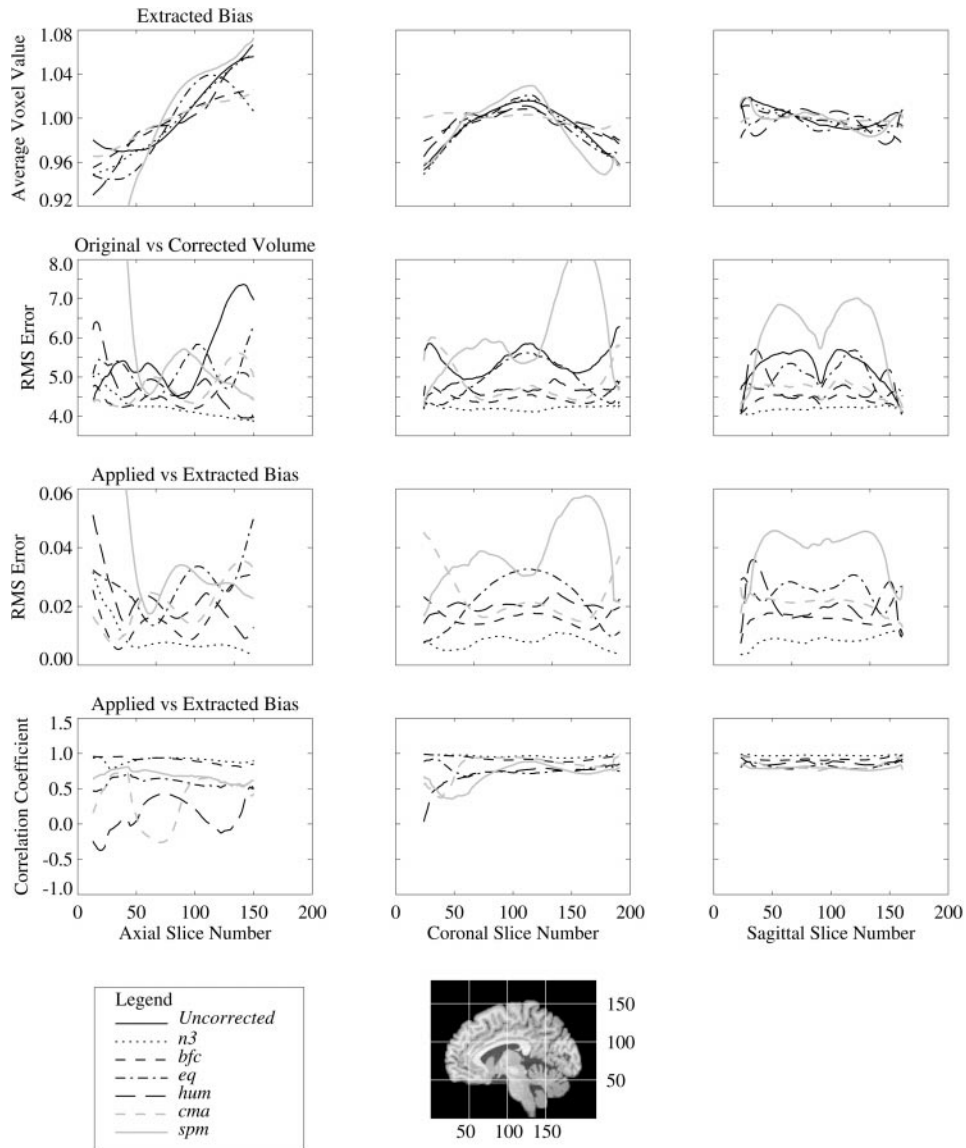 Extracted Bias
Average Voxel Value
1.08
1.04
1.00
0.96
0.92
Original vs Corrected Volume
RMS Error
8.0
7.0
6.0
5.0
4.0
Applied vs Extracted Bias
RMS Error
0.06
0.04
0.02
0.00
Applied vs Extracted Bias
Correlation Coefficient
1.5
1.0
0.5
0.0
-0.5
-1.0
0 50 100 150 200
0 50 100 150 200
0 50 100 150 200
Axial Slice Number
Coronal Slice Number
Sagittal Slice Number
Legend
Uncorrected
n3
bfc
eq
hum
cma
spm
150
100
50
50 100 150